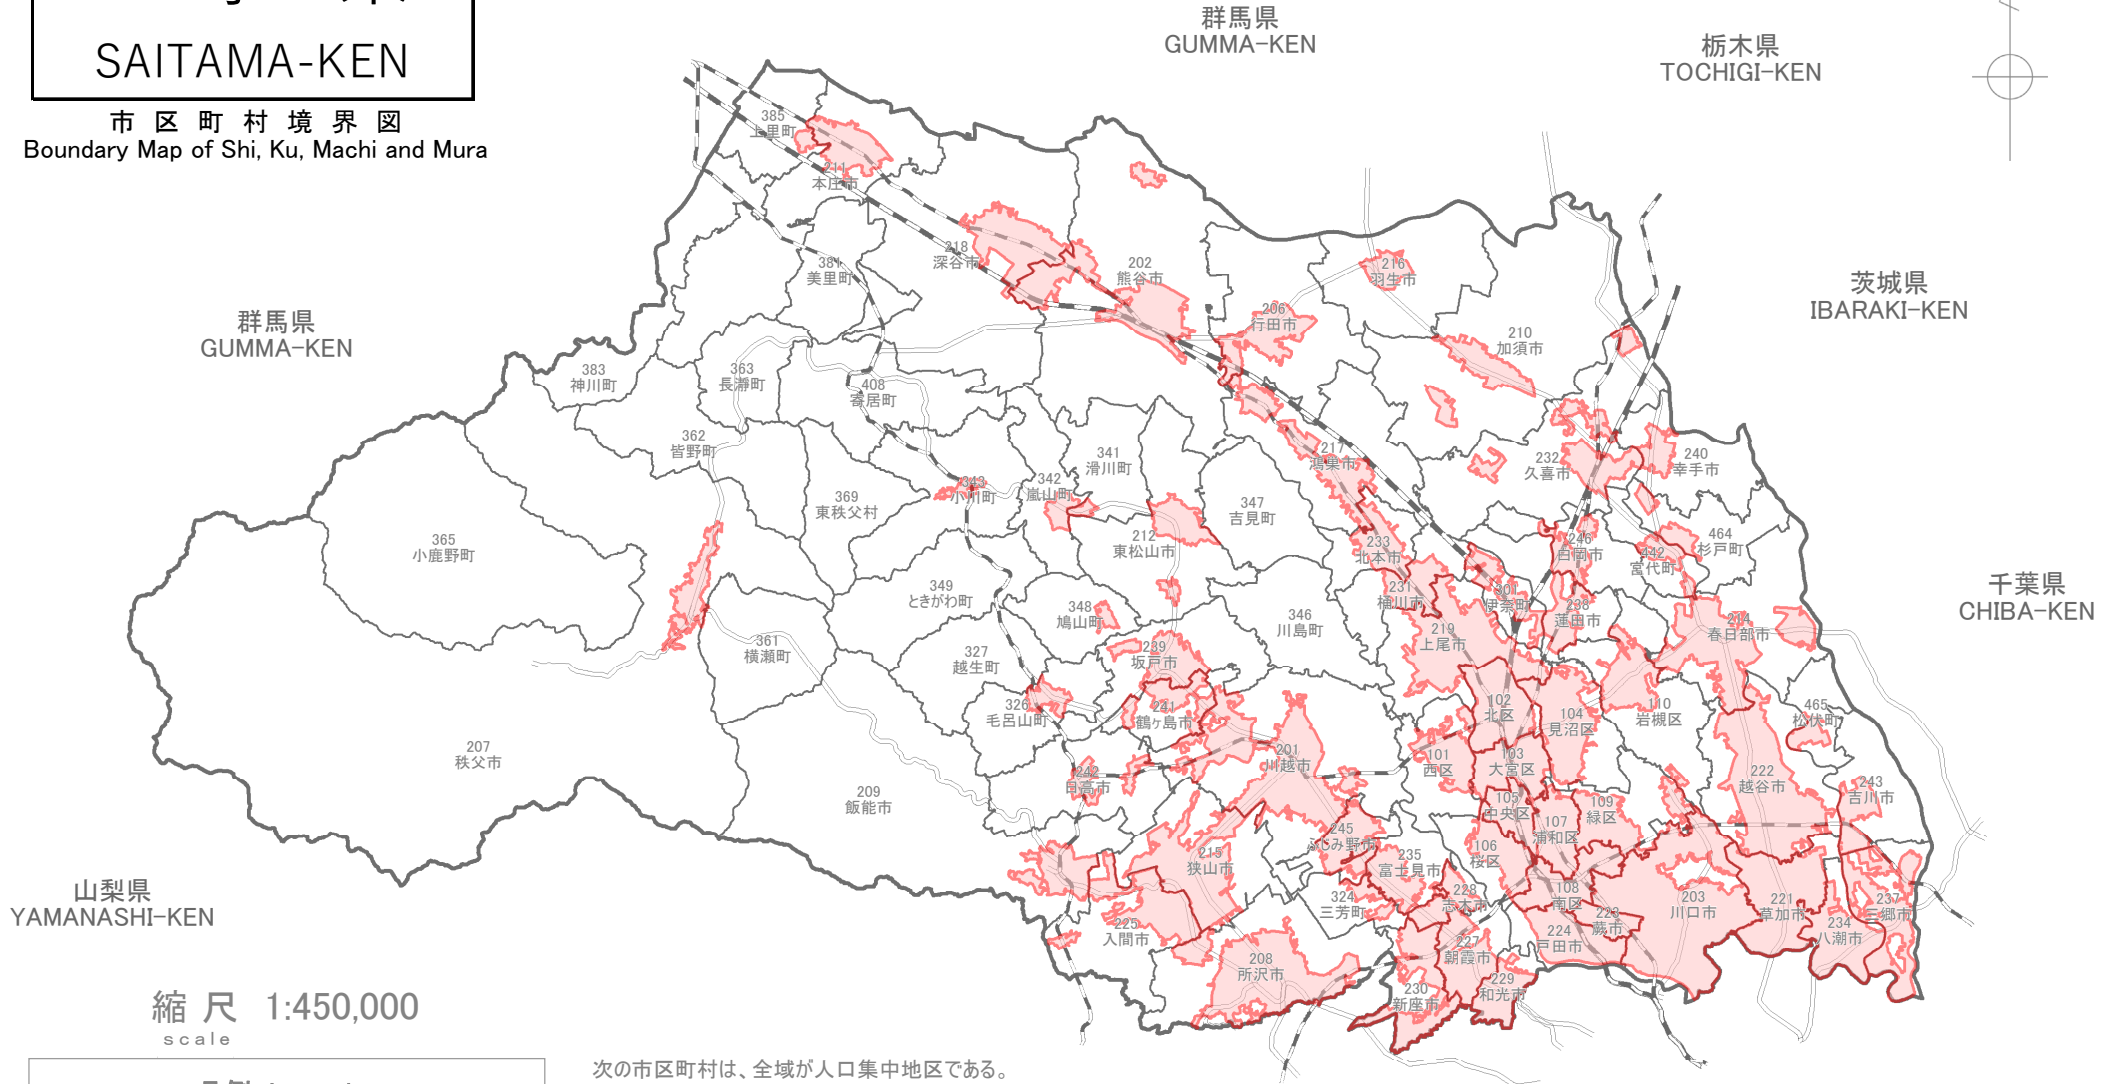 SAITAMA-KEN
市区町村境界図
Boundary Map of Shi, Ku, Machi and Mura
群馬県
GUMMA-KEN
栃木県
TOCHIGI-KEN
茨城県
IBARAKI-KEN
群馬県
GUMMA-KEN
千葉県
CHIBA-KEN
山梨県
YAMANASHI-KEN
385
上里町
211
本庄市
218
深谷市
381
美里町
202
熊谷市
216
羽生市
206
行田市
210
加須市
383
神川町
363
長瀞町
408
寄居町
362
皆野町
369
東秩父村
343
小川町
342
嵐山町
341
滑川町
347
吉見町
217
鴻巣市
232
久喜市
240
幸手市
365
小鹿野町
212
東松山市
233
北本市
246
白岡市
442
宮代町
464
杉戸町
349
ときがわ町
348
鳩山町
346
川島町
231
桶川市
301
伊奈町
238
蓮田市
214
春日部市
361
横瀬町
327
越生町
239
坂戸市
219
上尾市
326
毛呂山町
241
鶴ヶ島市
102
北区
104
見沼区
110
岩槻区
465
松伏町
207
秩父市
209
飯能市
242
日高市
201
川越市
101
西区
103
大宮区
222
越谷市
243
吉川市
105
中央区
107
浦和区
109
緑区
245
ふじみ野市
106
桜区
215
狭山市
235
富士見市
324
三芳町
228
志木市
108
南区
223
蕨市
203
川口市
221
草加市
237
三郷市
225
入間市
224
戸田市
234
八潮市
208
所沢市
227
朝霞市
230
新座市
229
和光市
縮尺 1:450,000
scale
次の市区町村は、全域が人口集中地区である。